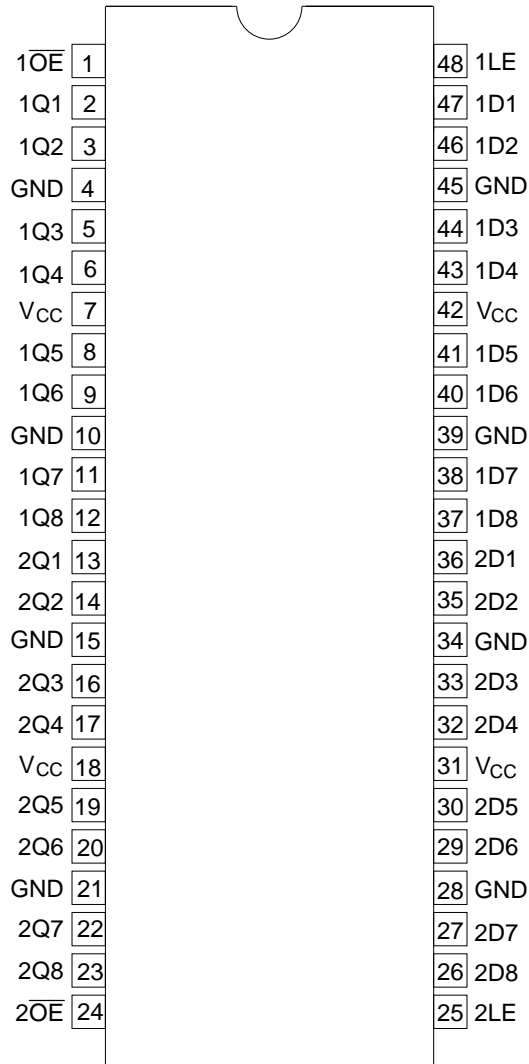 1O̅E̅ 1 48 1LE
1Q1 2 47 1D1
1Q2 3 46 1D2
GND 4 45 GND
1Q3 5 44 1D3
1Q4 6 43 1D4
VCC 7 42 VCC
1Q5 8 41 1D5
1Q6 9 40 1D6
GND 10 39 GND
1Q7 11 38 1D7
1Q8 12 37 1D8
2Q1 13 36 2D1
2Q2 14 35 2D2
GND 15 34 GND
2Q3 16 33 2D3
2Q4 17 32 2D4
VCC 18 31 VCC
2Q5 19 30 2D5
2Q6 20 29 2D6
GND 21 28 GND
2Q7 22 27 2D7
2Q8 23 26 2D8
2O̅E̅ 24 25 2LE